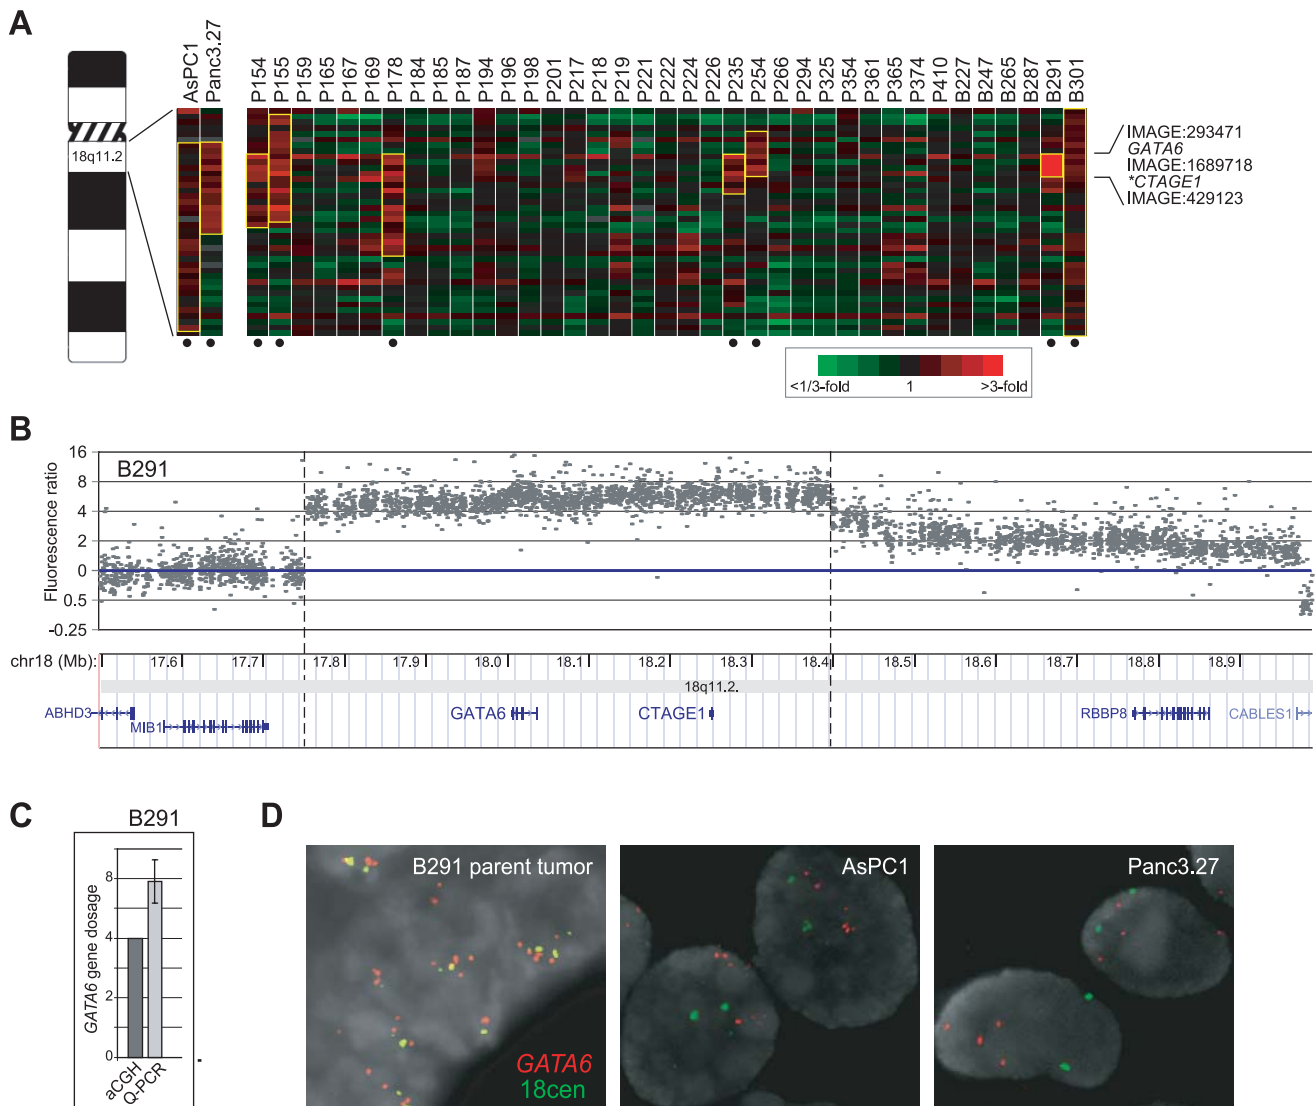 A
AsPC1
Panc3.27
P154
P155
P159
P165
P167
P169
P178
P184
P185
P187
P194
P196
P198
P201
P217
P218
P219
P221
P222
P224
P226
P235
P254
P266
P294
P325
P354
P361
P365
P374
P410
B227
B247
B265
B287
B291
B301
18q11.2
IMAGE:293471
GATA6
IMAGE:1689718
*CTAGE1
IMAGE:429123
<1/3-fold 1 >3-fold
B
B291
Fluorescence ratio
16
8
4
2
0
0.5
-0.25
chr18 (Mb): 17.6 17.7 17.8 17.9 18.0 18.1 18.2 18.3 18.4 18.5 18.6 18.7 18.8 18.9
18q11.2.
ABHD3
MIB1
GATA6
CTAGE1
RBBP8
CABLES1
C
B291
GATA6 gene dosage
8
4
2
0
aCGH
Q-PCR
D
B291 parent tumor
GATA6
18cen
AsPC1
Panc3.27